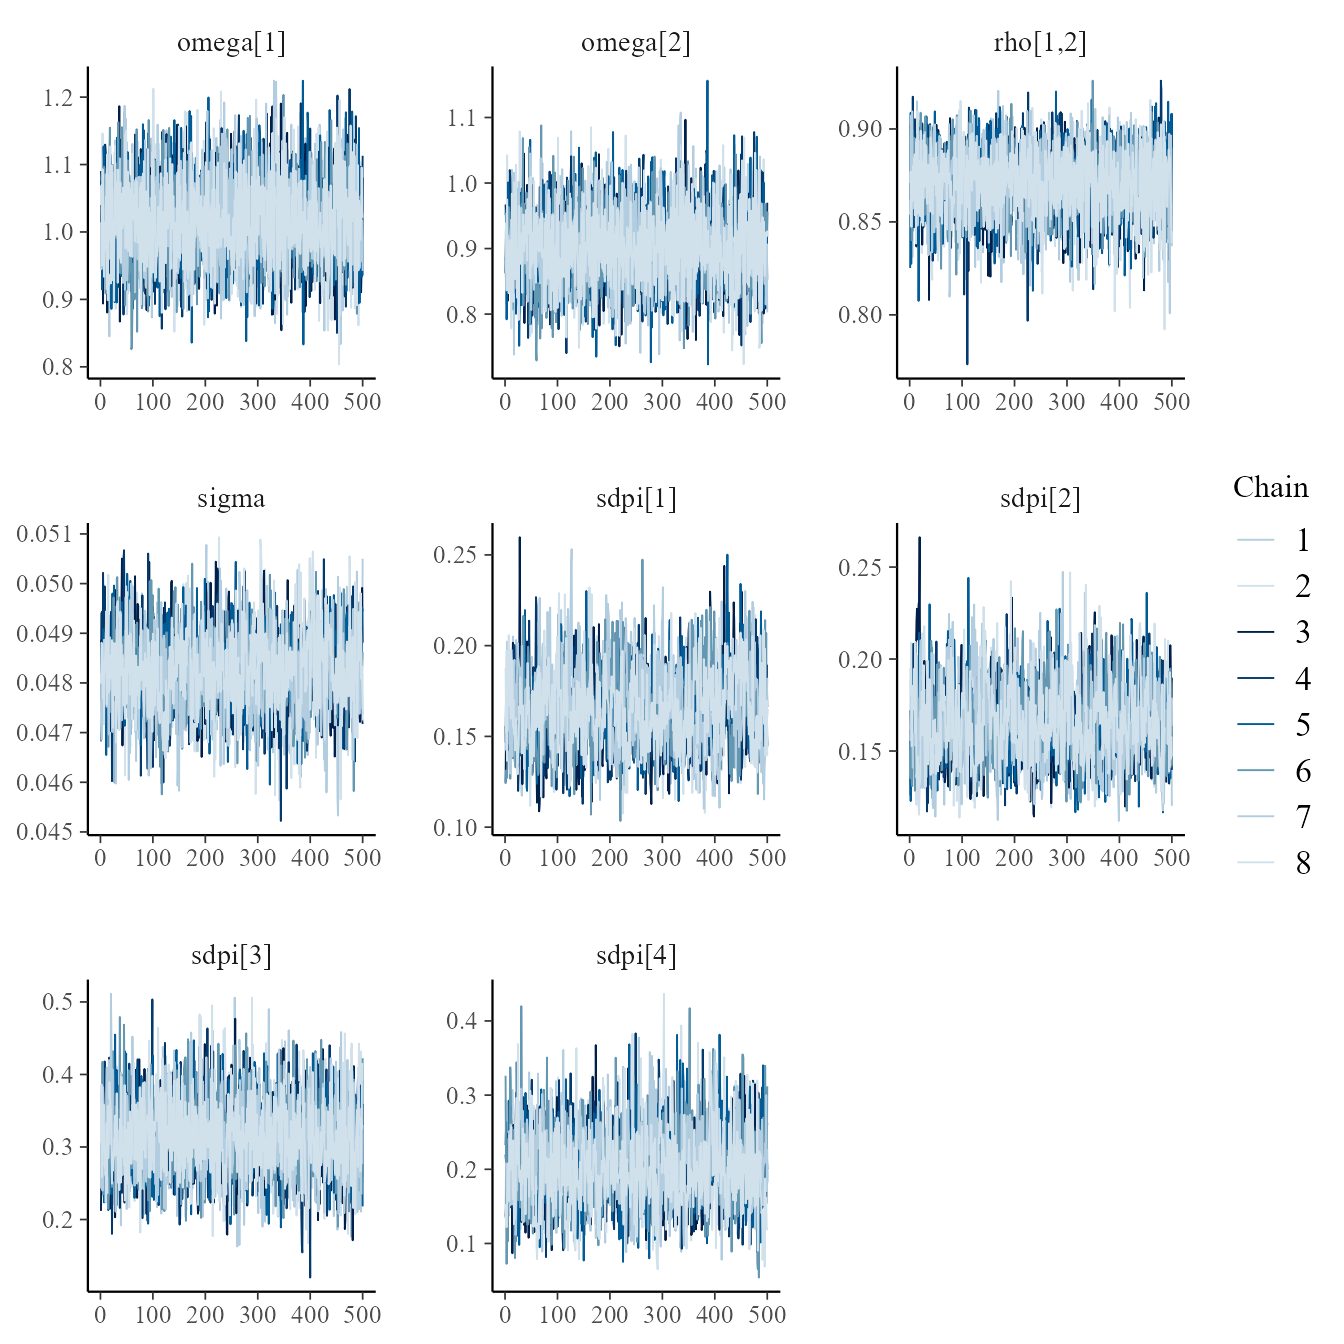 omega[1]
omega[2]
rho[1,2]
1.2
1.1
1.0
0.9
0.8
0 100 200 300 400 500
1.1
1.0
0.9
0.8
0 100 200 300 400 500
0.90
0.85
0.80
0 100 200 300 400 500
sigma
sdpi[1]
sdpi[2]
0.051
0.050
0.049
0.048
0.047
0.046
0.045
0 100 200 300 400 500
0.25
0.20
0.15
0.10
0 100 200 300 400 500
0.25
0.20
0.15
0 100 200 300 400 500
Chain
1
2
3
4
5
6
7
8
sdpi[3]
sdpi[4]
0.5
0.4
0.3
0.2
0 100 200 300 400 500
0.4
0.3
0.2
0.1
0 100 200 300 400 500